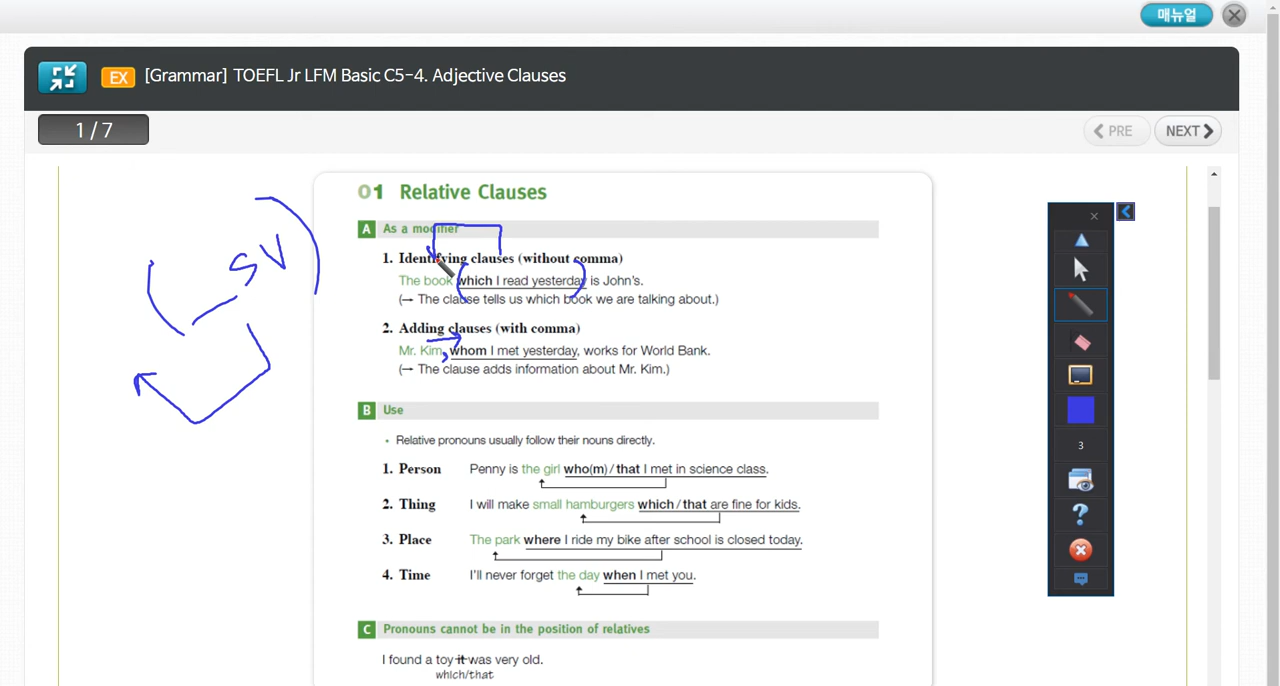 매뉴얼
EX [Grammar] TOEFL Jr LFM Basic C5-4. Adjective Clauses
1 / 7
PRE NEXT
01 Relative Clauses
A As a modifier
1. Identifying clauses (without comma)
The book which I read yesterday is John's.
(→ The clause tells us which book we are talking about.)
2. Adding clauses (with comma)
Mr. Kim, whom I met yesterday, works for World Bank.
(→ The clause adds information about Mr. Kim.)
B Use
• Relative pronouns usually follow their nouns directly.
1. Person Penny is the girl who(m) / that I met in science class.
2. Thing I will make small hamburgers which / that are fine for kids.
3. Place The park where I ride my bike after school is closed today.
4. Time I'll never forget the day when I met you.
C Pronouns cannot be in the position of relatives
I found a toy it was very old.
which/that
( S V )
3